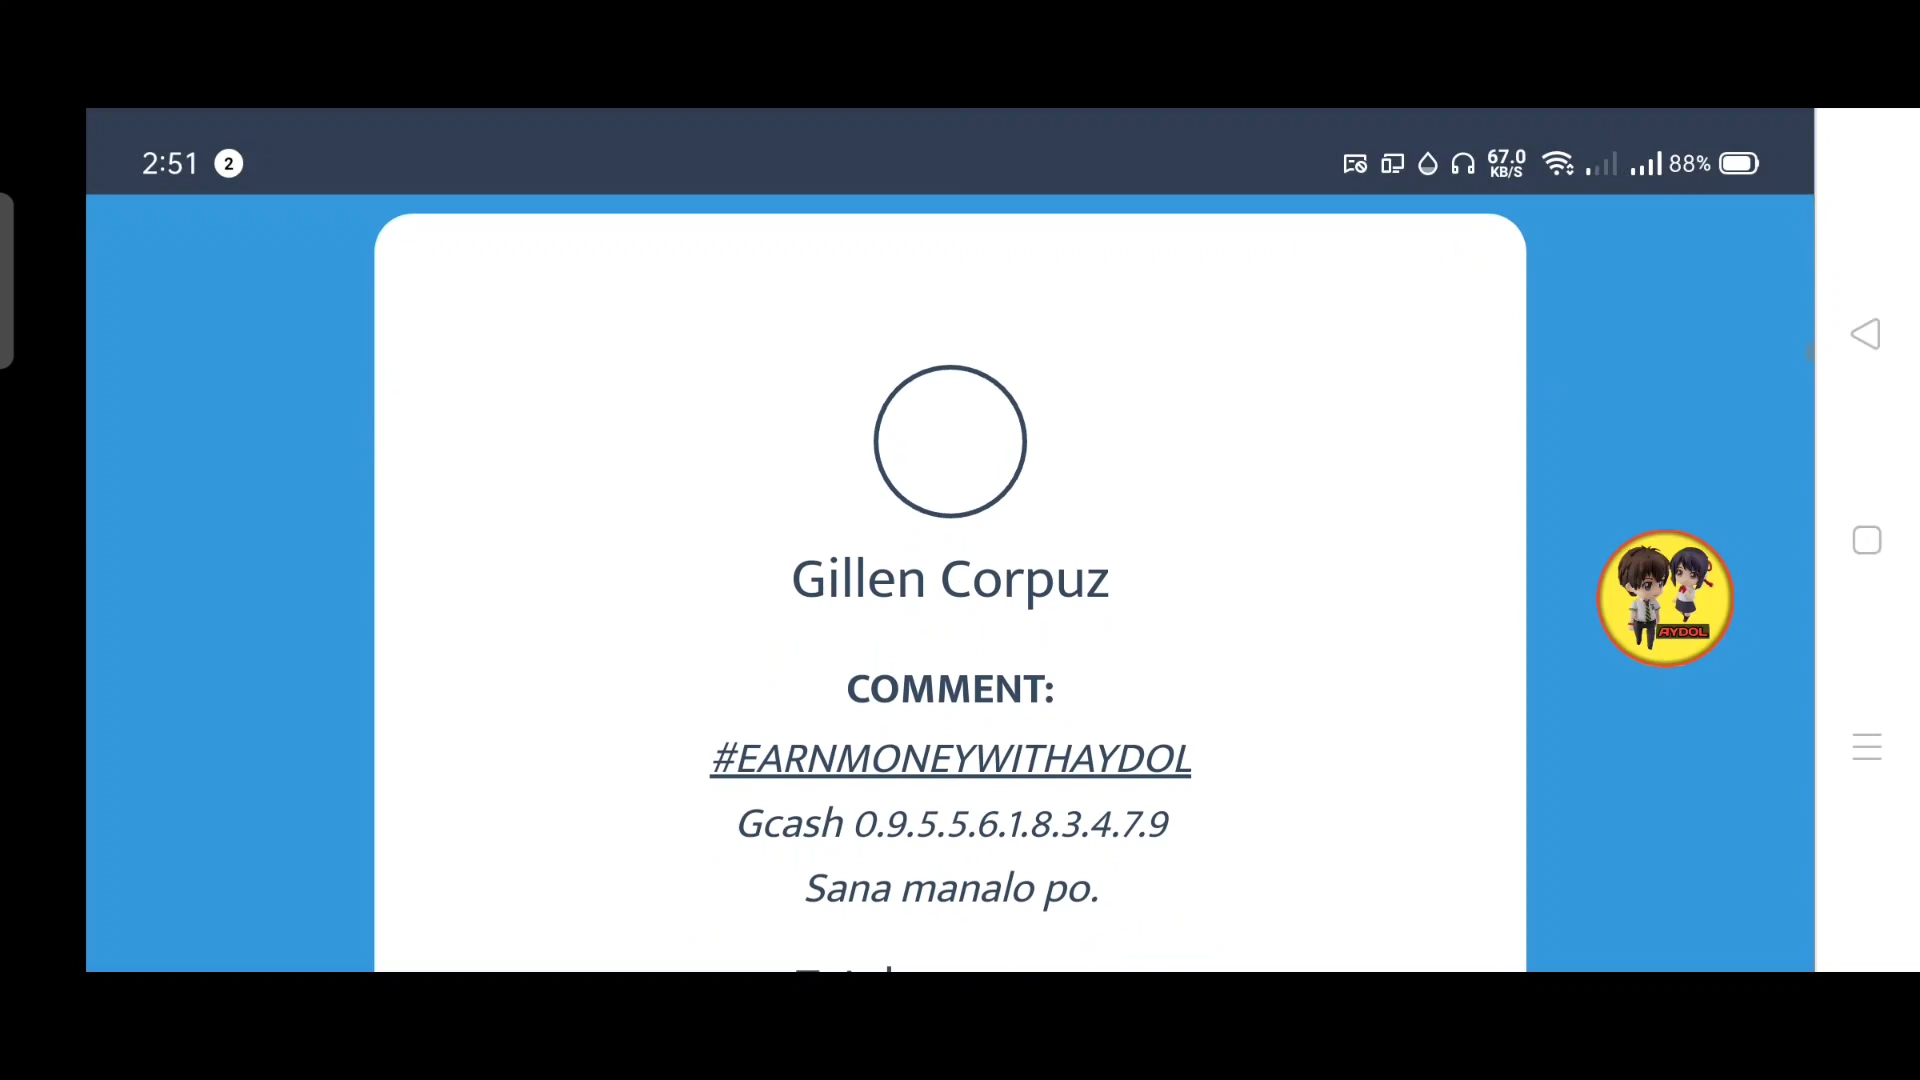 2:51 2 67.0 KB/S 88%
Gillen Corpuz
COMMENT:
#EARNMONEYWITHAYDOL
Gcash 0.9.5.5.6.1.8.3.4.7.9
Sana manalo po.
AYDOL